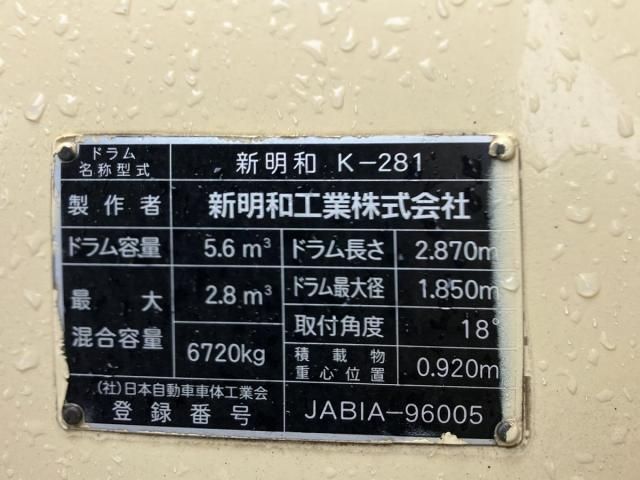 ドラム
名称型式
新明和 K-281
製作者
新明和工業株式会社
ドラム容量
5.6m³
ドラム長さ
2.870m
最大
混合容量
2.8m³
6720kg
ドラム最大径
1.850m
取付角度
18°
積載物
重心位置
0.920m
(社)日本自動車車体工業会
登録番号
JABIA-96005